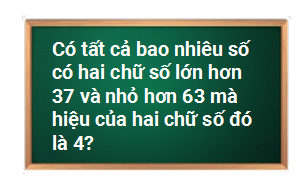 Có tất cả bao nhiêu số
có hai chữ số lớn hơn
37 và nhỏ hơn 63 mà
hiệu của hai chữ số đó
là 4?